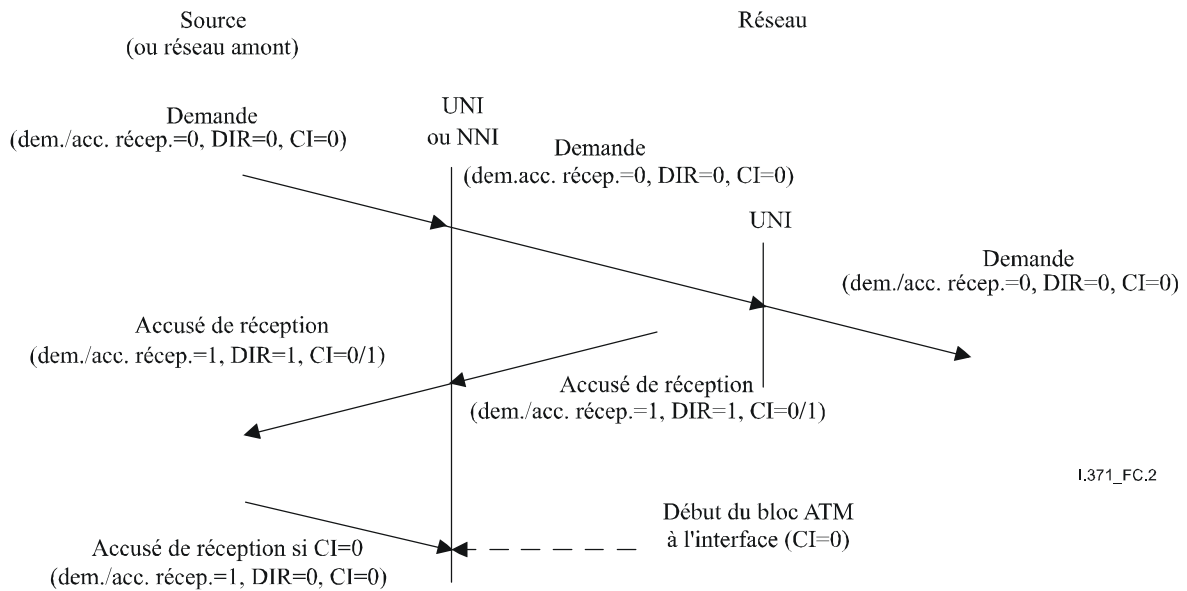 Source
(ou réseau amont)
Réseau
Demande
(dem./acc. récep.=0, DIR=0, CI=0)
UNI
ou NNI
Demande
(dem.acc. récep.=0, DIR=0, CI=0)
UNI
Demande
(dem./acc. récep.=0, DIR=0, CI=0)
Accusé de réception
(dem./acc. récep.=1, DIR=1, CI=0/1)
Accusé de réception
(dem./acc. récep.=1, DIR=1, CI=0/1)
I.371_FC.2
Début du bloc ATM
à l'interface (CI=0)
Accusé de réception si CI=0
(dem./acc. récep.=1, DIR=0, CI=0)